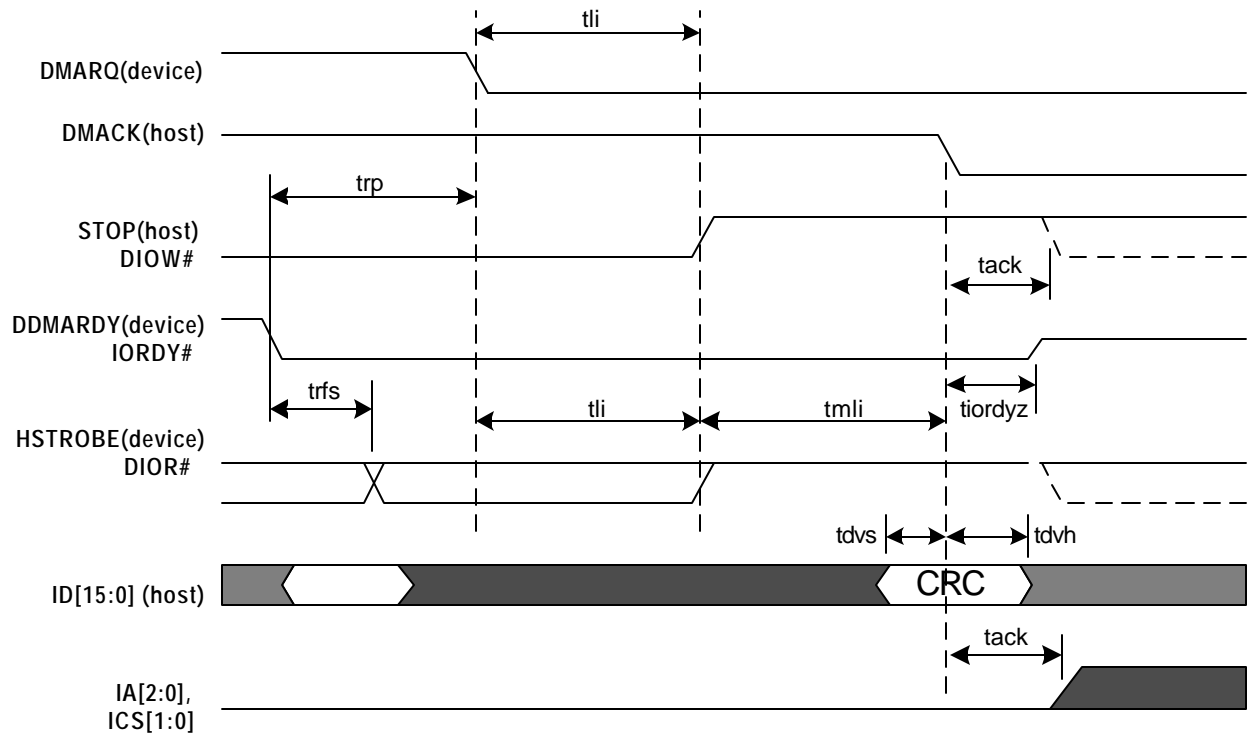 tli
DMARQ(device)
DMACK(host)
trp
STOP(host)
DIOW#
tack
DDMARDY(device)
IORDY#
trfs
tli
tmli
tiordyz
HSTROBE(device)
DIOR#
tdvs
tdvh
ID[15:0] (host)
CRC
tack
IA[2:0],
ICS[1:0]